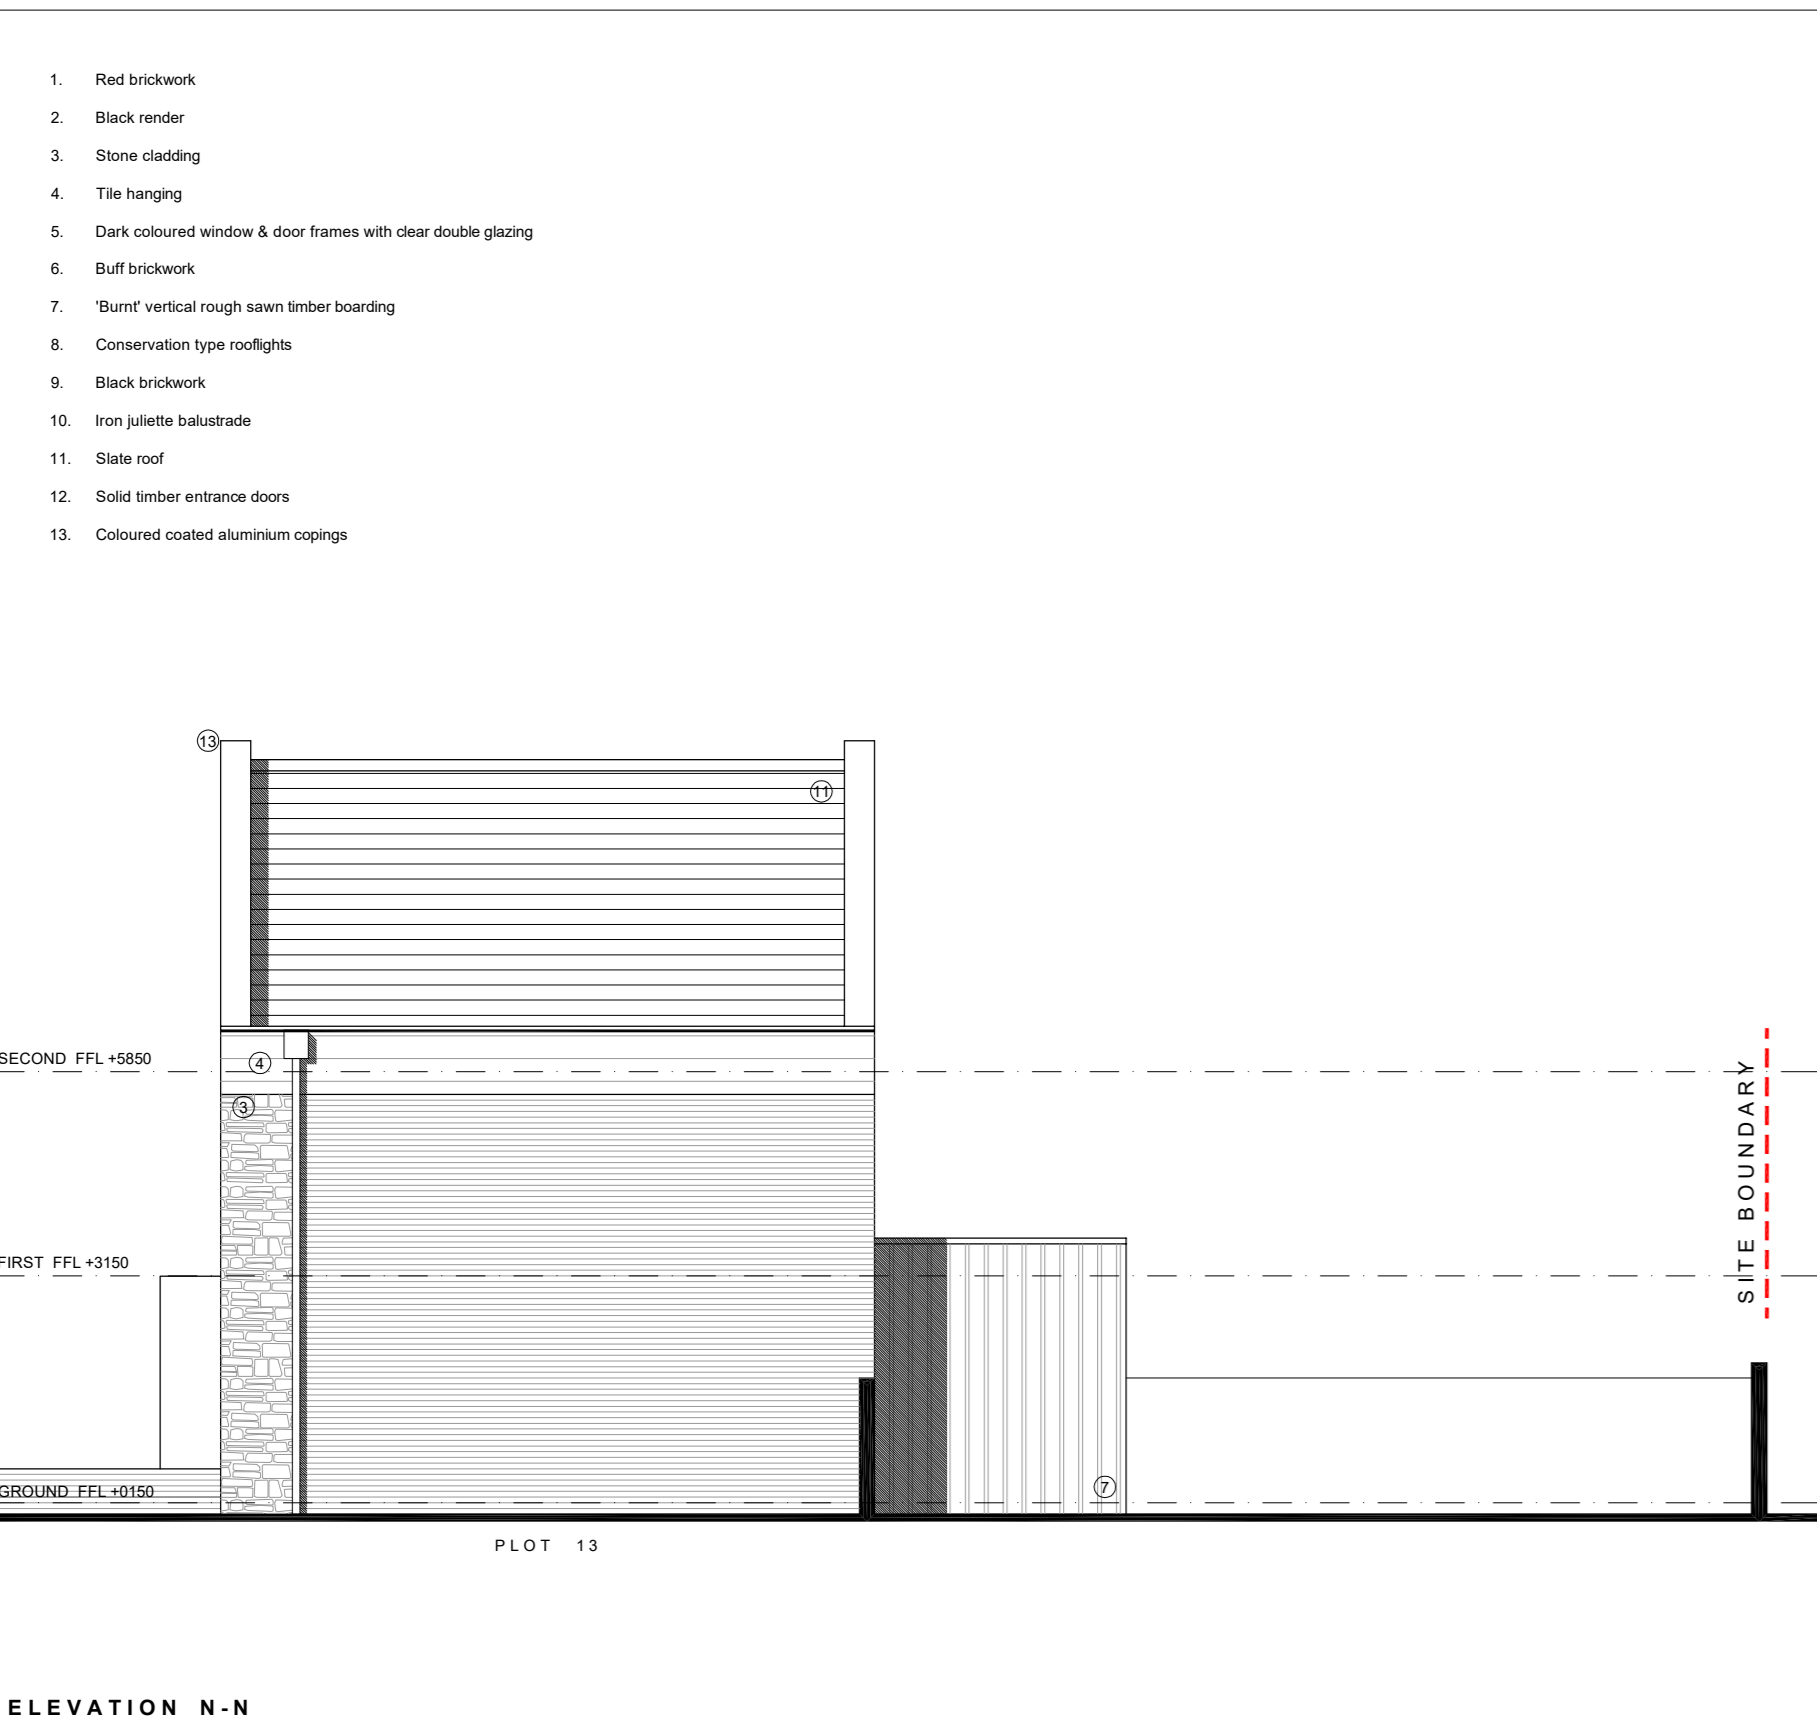 1. Red brickwork
2. Black render
3. Stone cladding
4. Tile hanging
5. Dark coloured window & door frames with clear double glazing
6. Buff brickwork
7. 'Burnt' vertical rough sawn timber boarding
8. Conservation type rooflights
9. Black brickwork
10. Iron juliette balustrade
11. Slate roof
12. Solid timber entrance doors
13. Coloured coated aluminium copings
13
11
SECOND FFL +5850
4
3
SITE BOUNDARY
FIRST FFL +3150
GROUND FFL +0150
7
PLOT 13
ELEVATION N-N